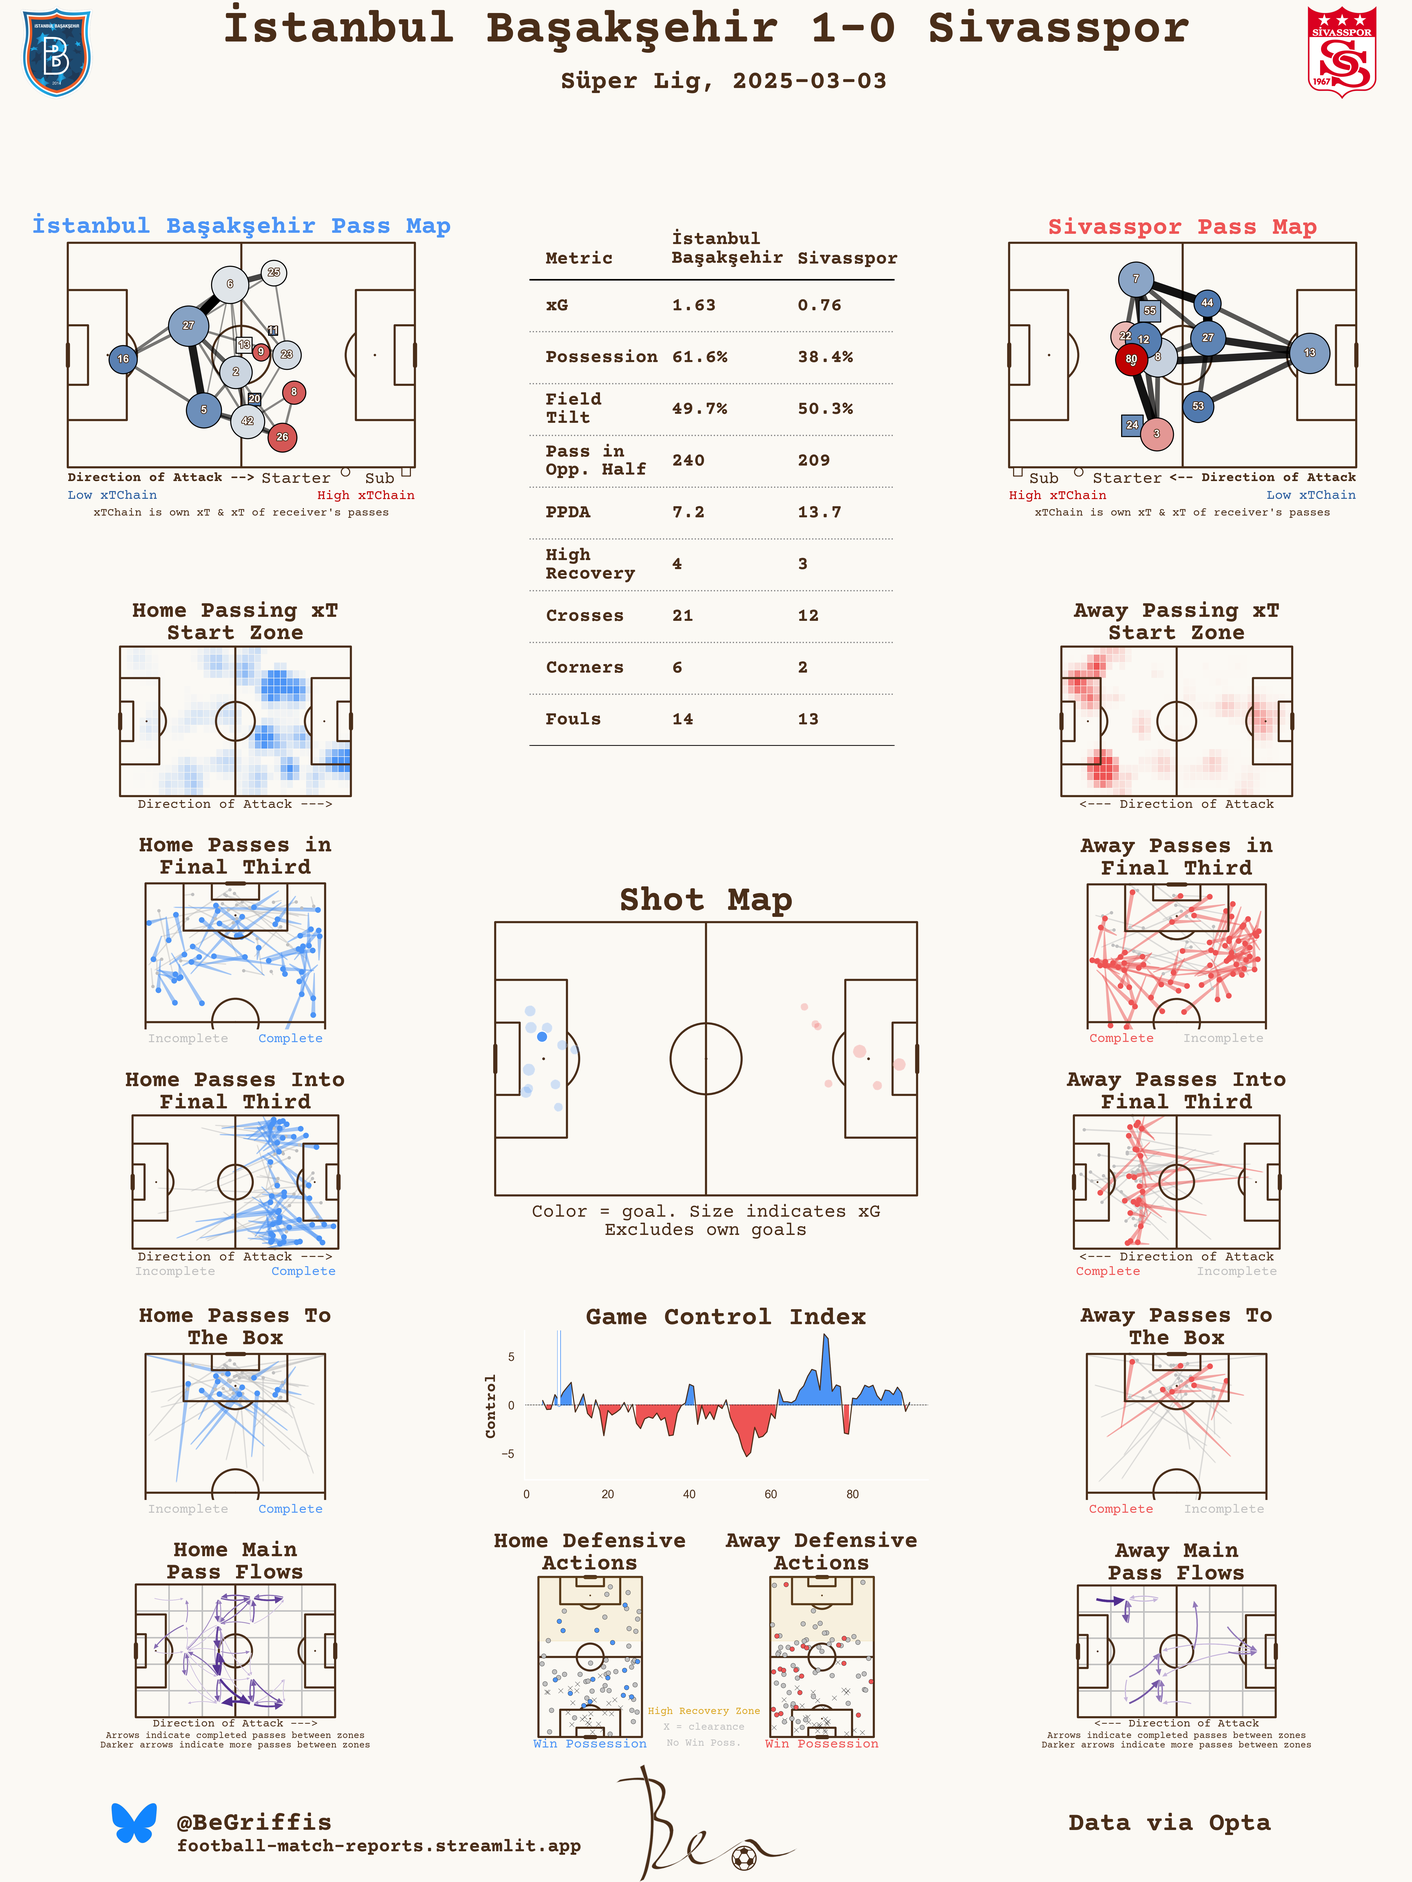 İstanbul Başakşehir 1-0 Sivasspor
Süper Lig, 2025-03-03
İSTANBUL BAŞAKŞEHİR
B
2014
SİVASSPOR
1967
İstanbul Başakşehir Pass Map
25
6
27
11
13
9
23
16
2
8
20
5
42
26
Direction of Attack --> Starter Sub
Low xTChain High xTChain
xTChain is own xT & xT of receiver's passes
Metric İstanbul Başakşehir Sivasspor
xG 1.63 0.76
Possession 61.6% 38.4%
Field Tilt 49.7% 50.3%
Pass in Opp. Half 240 209
PPDA 7.2 13.7
High Recovery 4 3
Crosses 21 12
Corners 6 2
Fouls 14 13
Sivasspor Pass Map
7
44
55
22
12
27
80
9
8
13
53
24
3
Sub Starter <-- Direction of Attack
High xTChain Low xTChain
xTChain is own xT & xT of receiver's passes
Home Passing xT
Start Zone
Direction of Attack --->
Away Passing xT
Start Zone
<--- Direction of Attack
Home Passes in
Final Third
Incomplete Complete
Away Passes in
Final Third
Complete Incomplete
Shot Map
Color = goal. Size indicates xG
Excludes own goals
Home Passes Into
Final Third
Direction of Attack --->
Incomplete Complete
Away Passes Into
Final Third
<--- Direction of Attack
Complete Incomplete
Home Passes To
The Box
Incomplete Complete
Game Control Index
Control
5
0
−5
0 20 40 60 80
Away Passes To
The Box
Complete Incomplete
Home Main
Pass Flows
Direction of Attack --->
Arrows indicate completed passes between zones
Darker arrows indicate more passes between zones
Home Defensive
Actions
Win Possession
High Recovery Zone
X = clearance
No Win Poss.
Away Defensive
Actions
Win Possession
Away Main
Pass Flows
<--- Direction of Attack
Arrows indicate completed passes between zones
Darker arrows indicate more passes between zones
@BeGriffis
football-match-reports.streamlit.app
Ben
Data via Opta